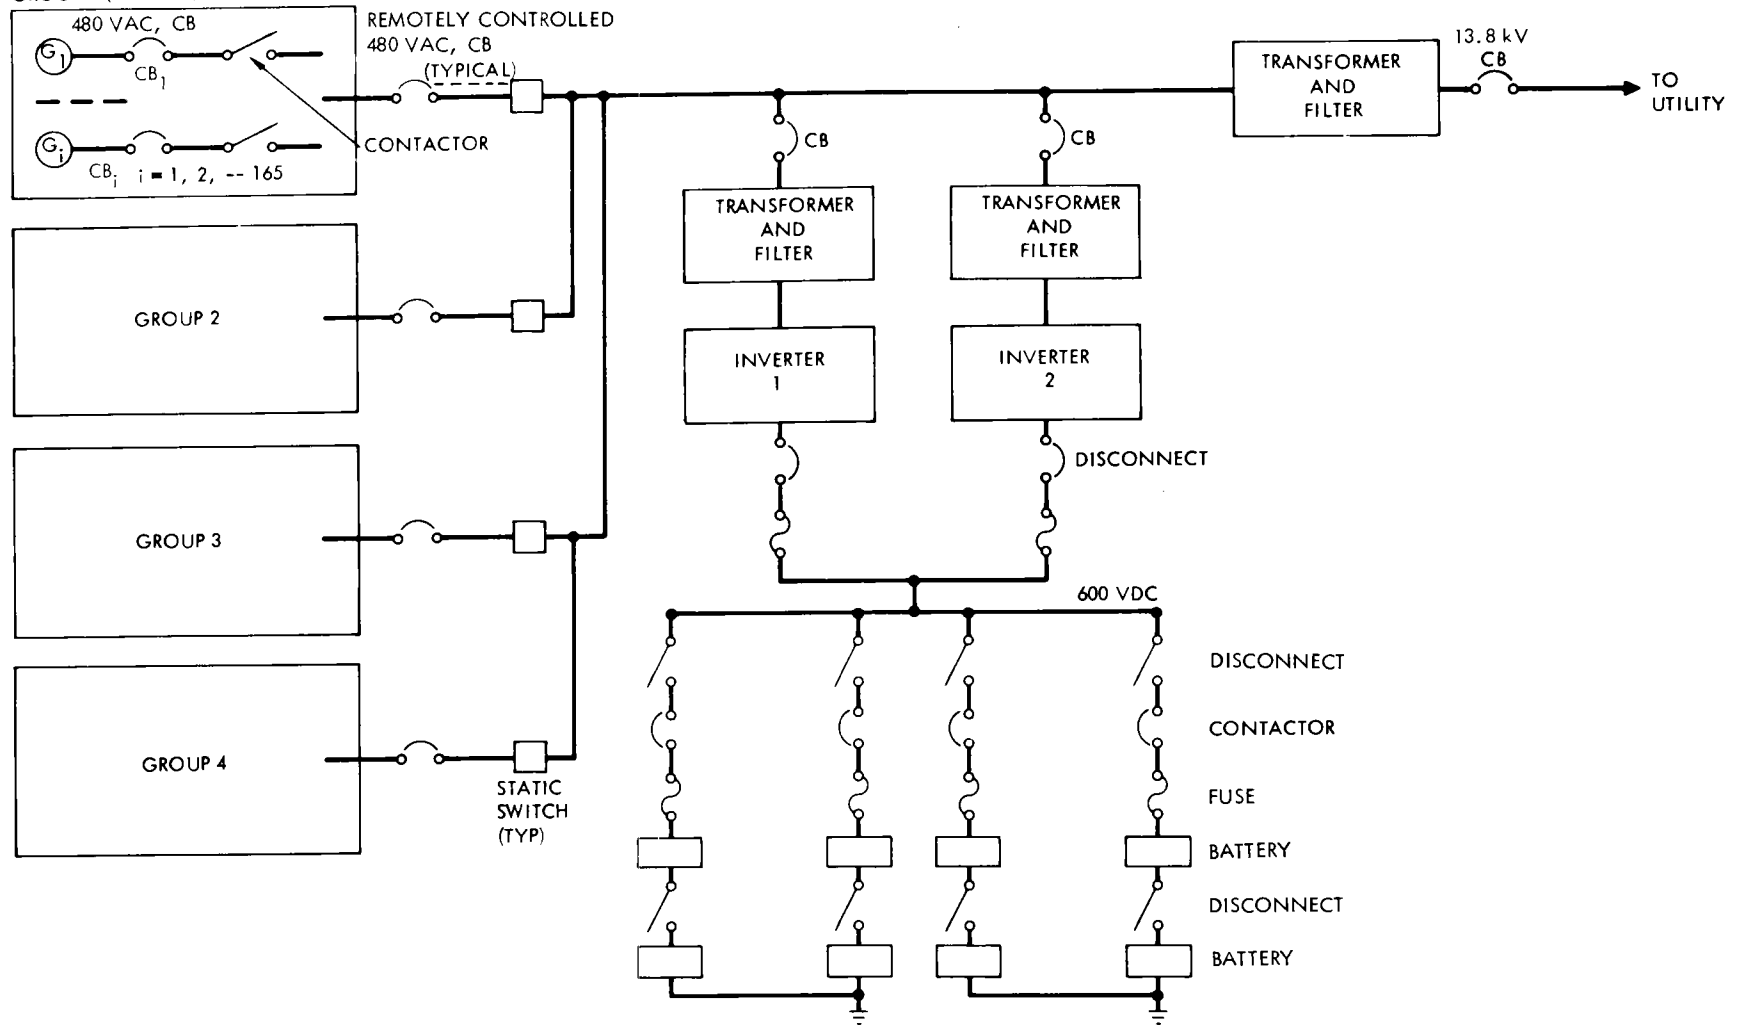 480 VAC, CB
G1
CB1
Gi
CBi i = 1, 2, -- 165
REMOTELY CONTROLLED
480 VAC, CB
(TYPICAL)
CONTACTOR
GROUP 2
GROUP 3
GROUP 4
STATIC
SWITCH
(TYP)
CB
TRANSFORMER
AND
FILTER
INVERTER
1
CB
TRANSFORMER
AND
FILTER
INVERTER
2
DISCONNECT
TRANSFORMER
AND
FILTER
13.8 kV
CB
TO
UTILITY
600 VDC
DISCONNECT
CONTACTOR
FUSE
BATTERY
DISCONNECT
BATTERY